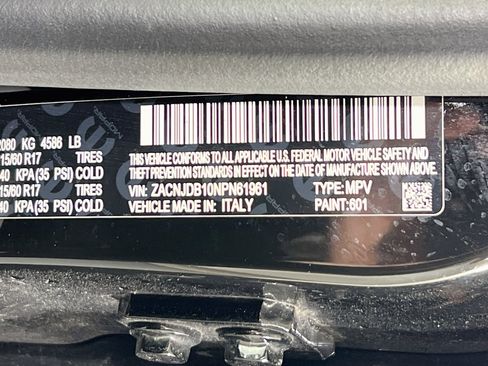 2080 KG 4586 LB
15/60 R17 TIRES
40 KPA(35 PSI) COLD
15/60 R17 TIRES
40 KPA(35 PSI) COLD
THIS VEHICLE CONFORMS TO ALL APPLICABLE U.S. FEDERAL MOTOR VEHICLE SAFETY
AND THEFT PREVENTION STANDARDS IN EFFECT ON THE DATE OF MANUFACTURE SHOWN ABOVE.
VIN: ZACNJDB10NPN61961 TYPE: MPV
VEHICLE MADE IN: ITALY PAINT: 601